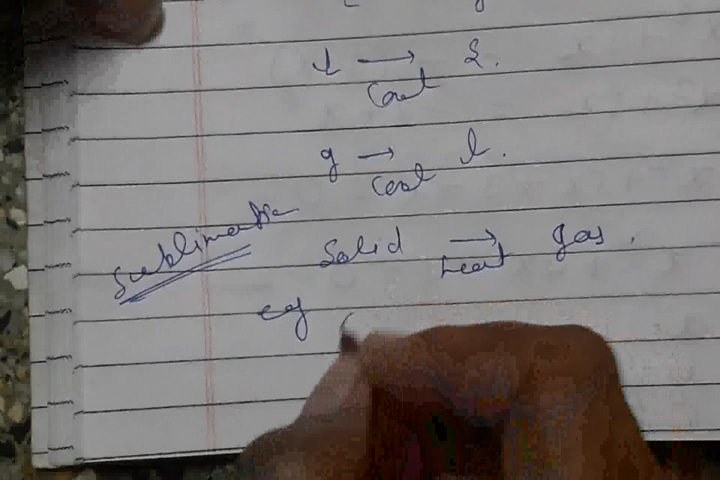 l → S.
Cool
g → l.
Cool
Sublimation Solid → gas.
heat
eg